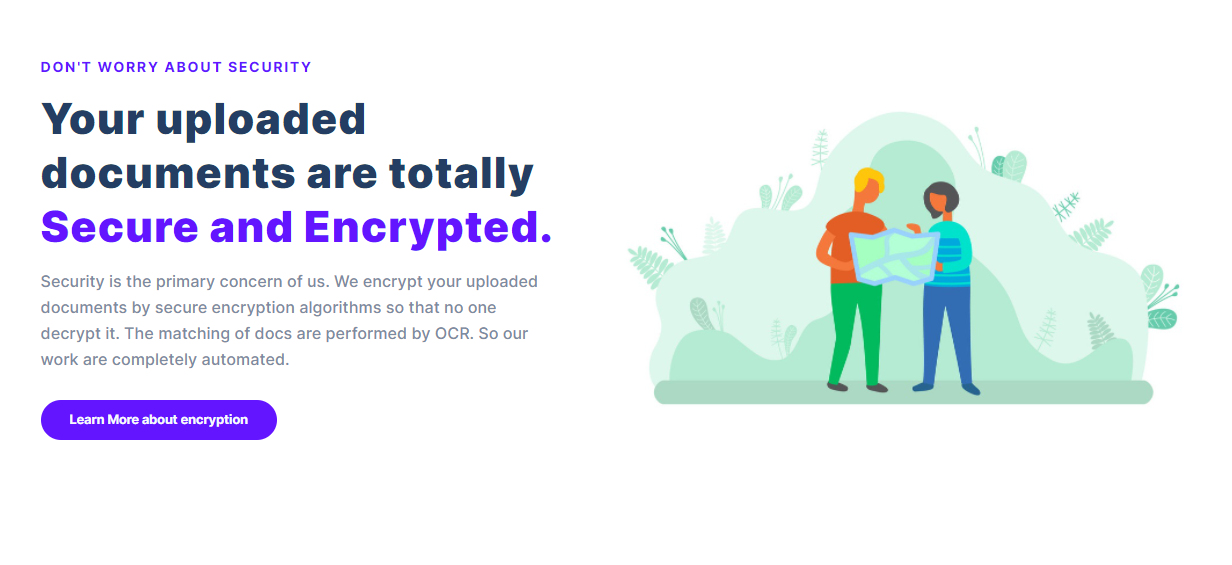 DON'T WORRY ABOUT SECURITY
Your uploaded
documents are totally
Secure and Encrypted.
Security is the primary concern of us. We encrypt your uploaded
documents by secure encryption algorithms so that no one
decrypt it. The matching of docs are performed by OCR. So our
work are completely automated.
Learn More about encryption